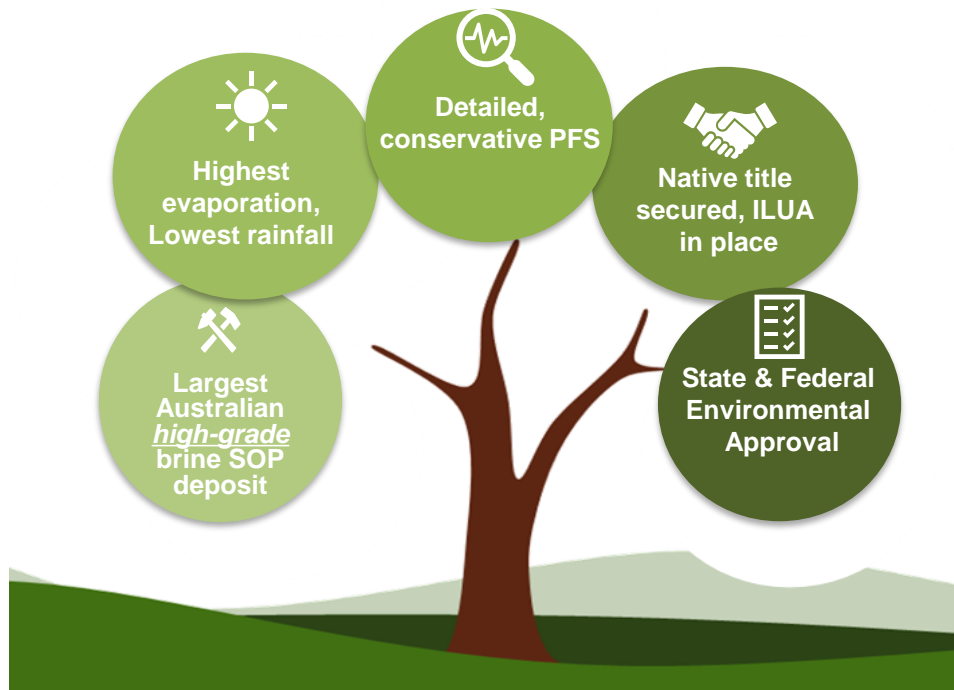 Largest
Australian
high-grade
brine SOP
deposit
Highest
evaporation,
Lowest rainfall
Detailed,
conservative PFS
Native title
secured, ILUA
in place
State & Federal
Environmental
Approval